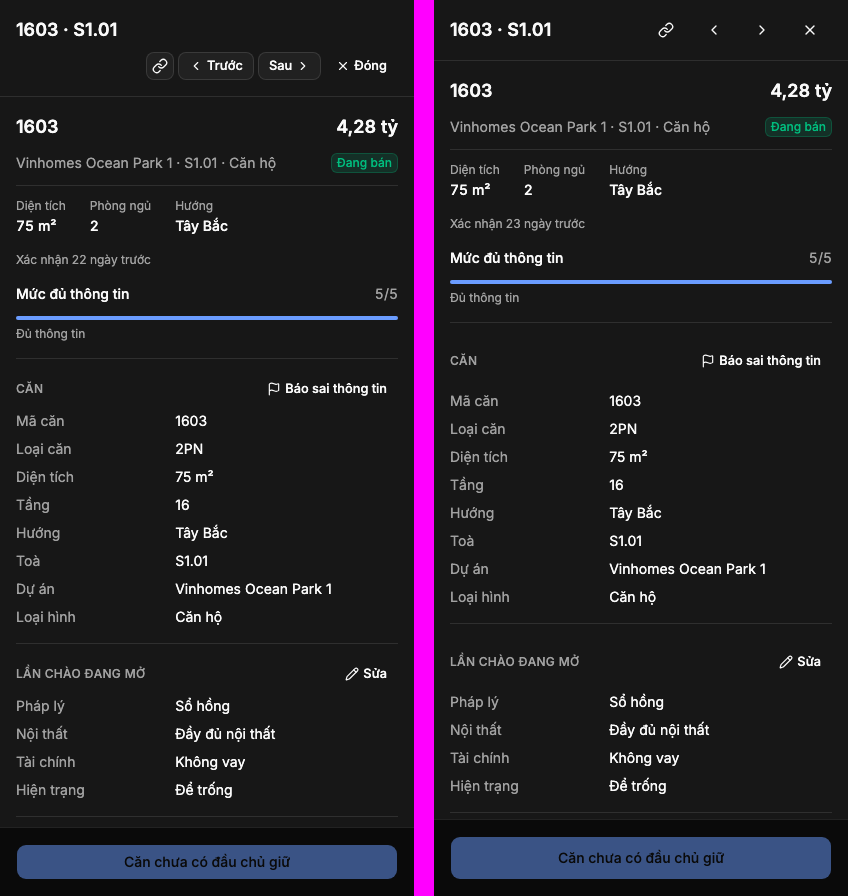 1603 · S1.01
Trước Sau Đóng
1603 4,28 tỷ
Vinhomes Ocean Park 1 · S1.01 · Căn hộ Đang bán
Diện tích Phòng ngủ Hướng
75 m² 2 Tây Bắc
Xác nhận 22 ngày trước
Mức đủ thông tin 5/5
Đủ thông tin
CĂN Báo sai thông tin
Mã căn 1603
Loại căn 2PN
Diện tích 75 m²
Tầng 16
Hướng Tây Bắc
Toà S1.01
Dự án Vinhomes Ocean Park 1
Loại hình Căn hộ
LẦN CHÀO ĐANG MỞ Sửa
Pháp lý Sổ hồng
Nội thất Đầy đủ nội thất
Tài chính Không vay
Hiện trạng Để trống
Căn chưa có đầu chủ giữ
1603 · S1.01
1603 4,28 tỷ
Vinhomes Ocean Park 1 · S1.01 · Căn hộ Đang bán
Diện tích Phòng ngủ Hướng
75 m² 2 Tây Bắc
Xác nhận 23 ngày trước
Mức đủ thông tin 5/5
Đủ thông tin
CĂN Báo sai thông tin
Mã căn 1603
Loại căn 2PN
Diện tích 75 m²
Tầng 16
Hướng Tây Bắc
Toà S1.01
Dự án Vinhomes Ocean Park 1
Loại hình Căn hộ
LẦN CHÀO ĐANG MỞ Sửa
Pháp lý Sổ hồng
Nội thất Đầy đủ nội thất
Tài chính Không vay
Hiện trạng Để trống
Căn chưa có đầu chủ giữ